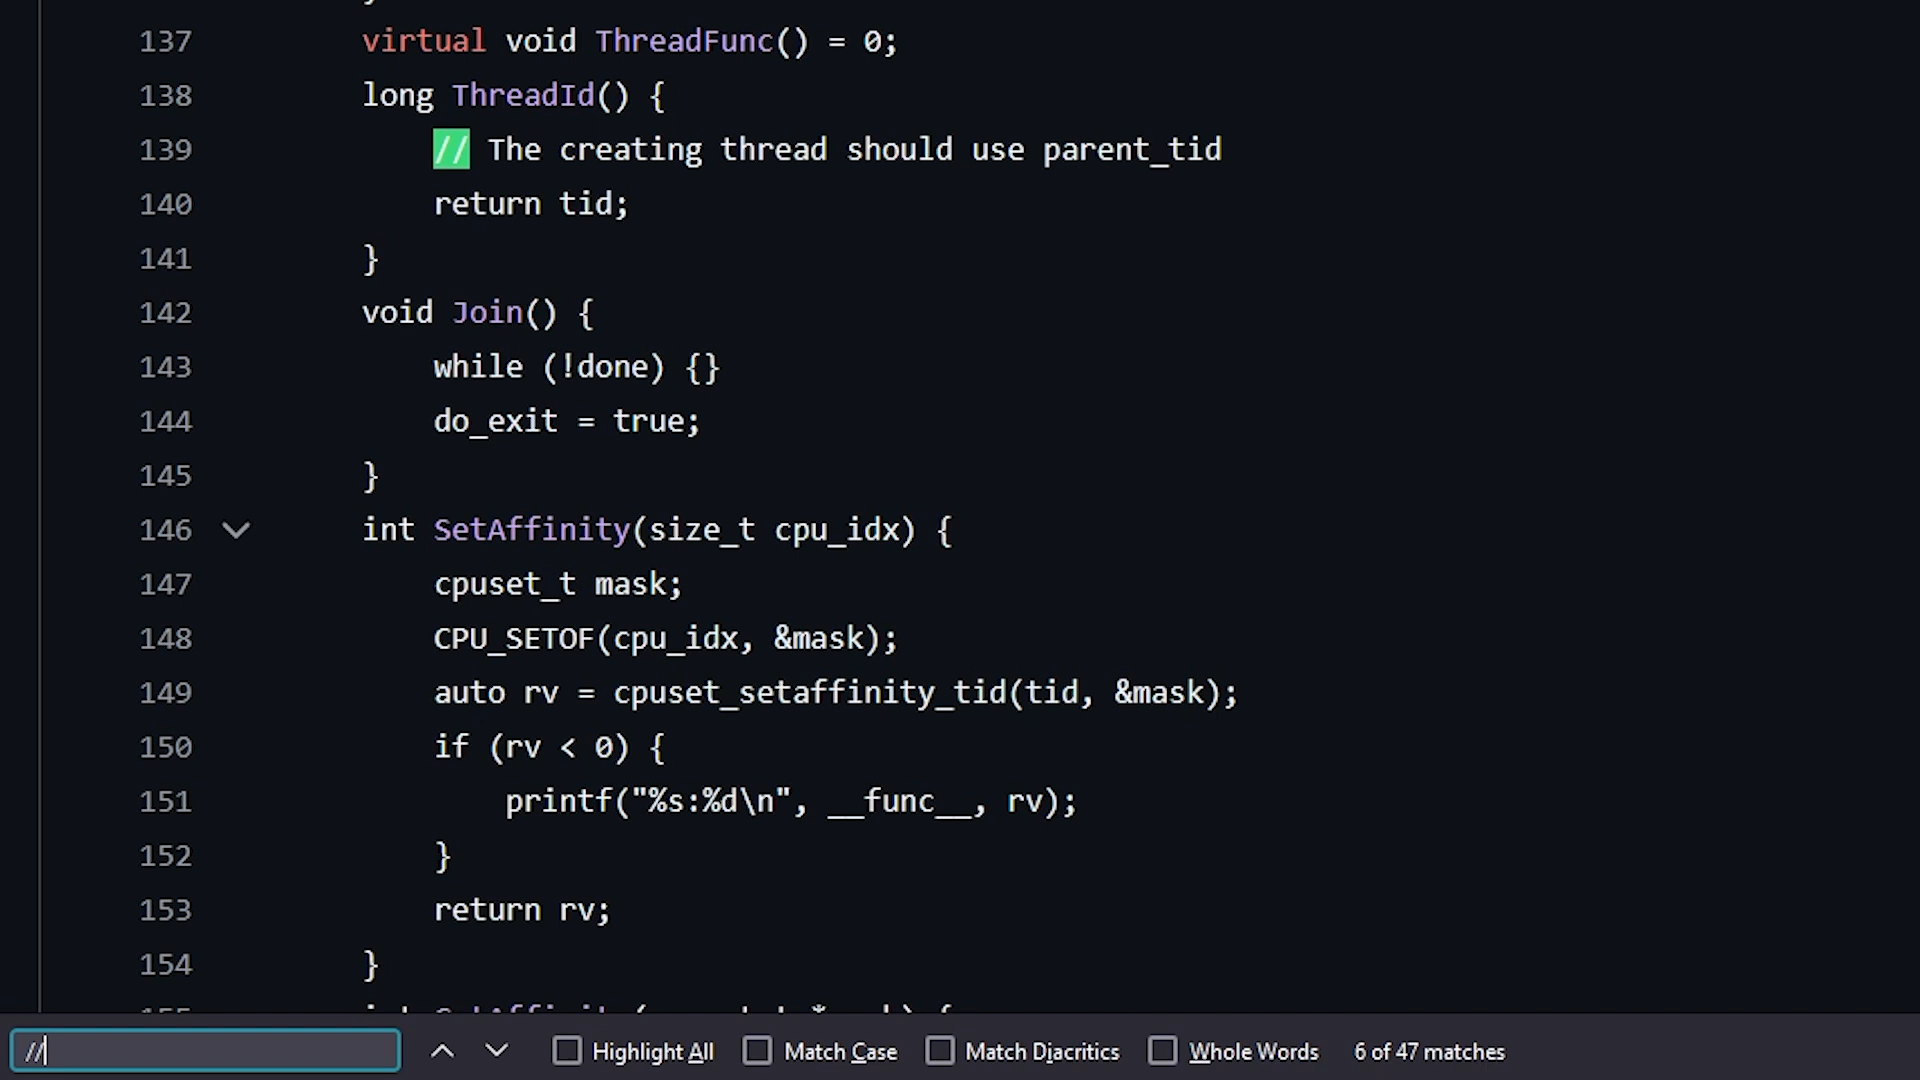 137 virtual void ThreadFunc() = 0;
138 long ThreadId() {
139 // The creating thread should use parent_tid
140 return tid;
141 }
142 void Join() {
143 while (!done) {}
144 do_exit = true;
145 }
146 int SetAffinity(size_t cpu_idx) {
147 cpuset_t mask;
148 CPU_SETOF(cpu_idx, &mask);
149 auto rv = cpuset_setaffinity_tid(tid, &mask);
150 if (rv < 0) {
151 printf("%s:%d\n", __func__, rv);
152 }
153 return rv;
154 }
// Highlight All Match Case Match Diacritics Whole Words 6 of 47 matches